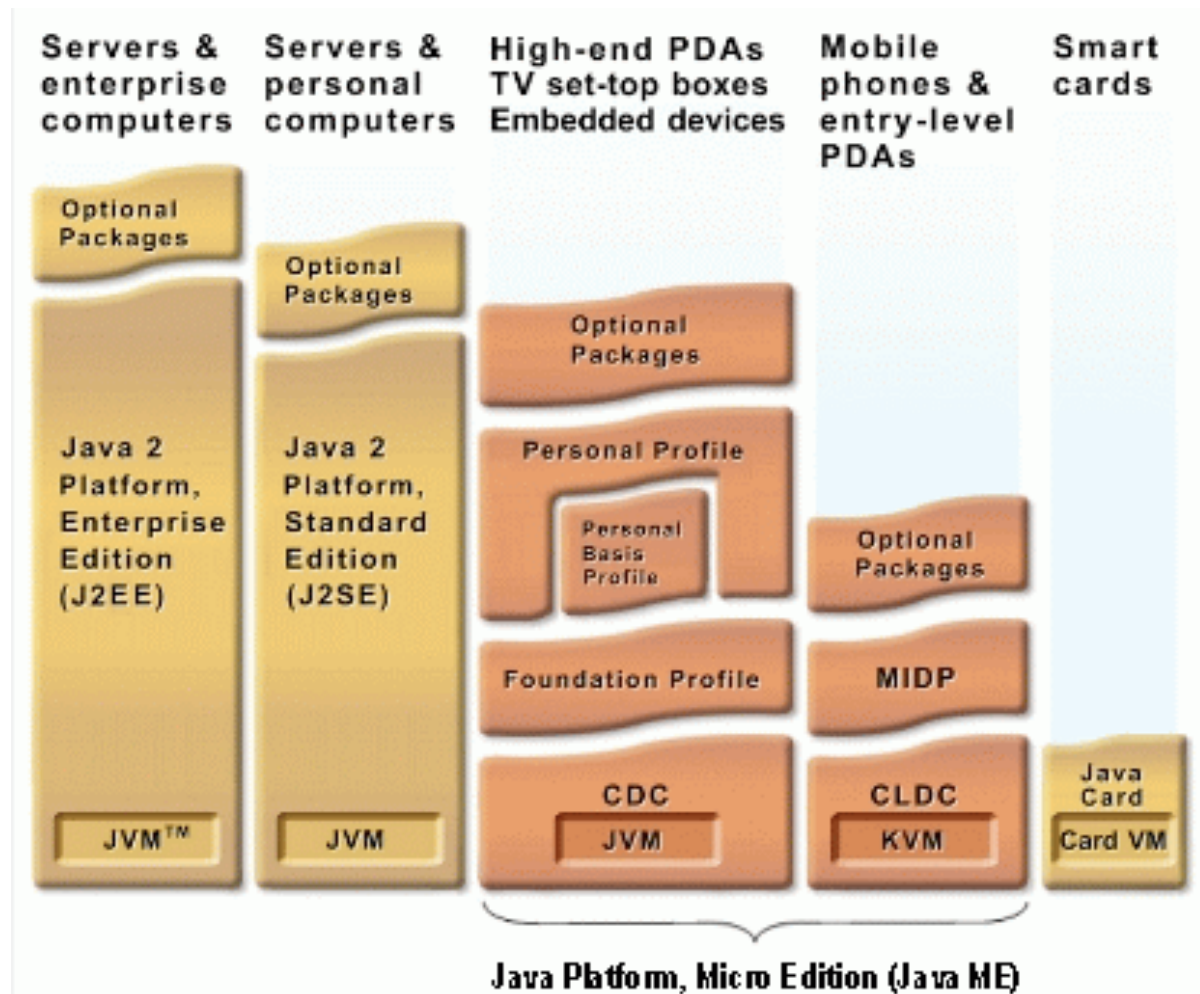 Servers &
enterprise
computers
Servers &
personal
computers
High-end PDAs
TV set-top boxes
Embedded devices
Mobile
phones &
entry-level
PDAs
Smart
cards
Optional
Packages
Java 2
Platform,
Enterprise
Edition
(J2EE)
JVM™
Optional
Packages
Java 2
Platform,
Standard
Edition
(J2SE)
JVM
Optional
Packages
Personal Profile
Personal
Basis
Profile
Foundation Profile
CDC
JVM
Optional
Packages
MIDP
CLDC
KVM
Java
Card
Card VM
Java Platform, Micro Edition (Java ME)